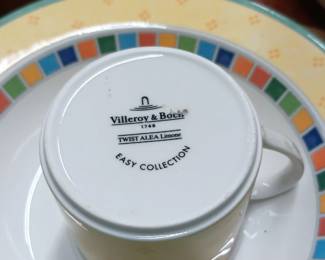 Villeroy & Boch
1748
TWIST ALEA Limone
EASY COLLECTION